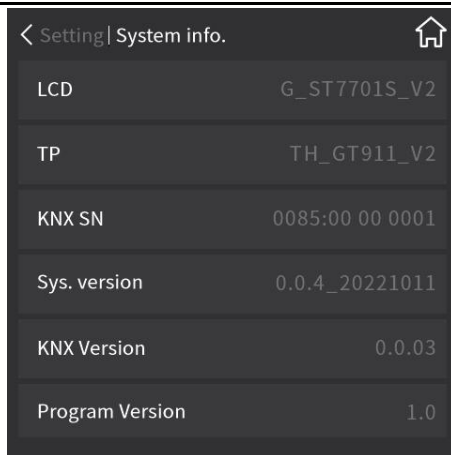 Setting| System info.
LCD G_ST7701S_V2
TP TH_GT911_V2
KNX SN 0085:00 00 0001
Sys. version 0.0.4_20221011
KNX Version 0.0.03
Program Version 1.0